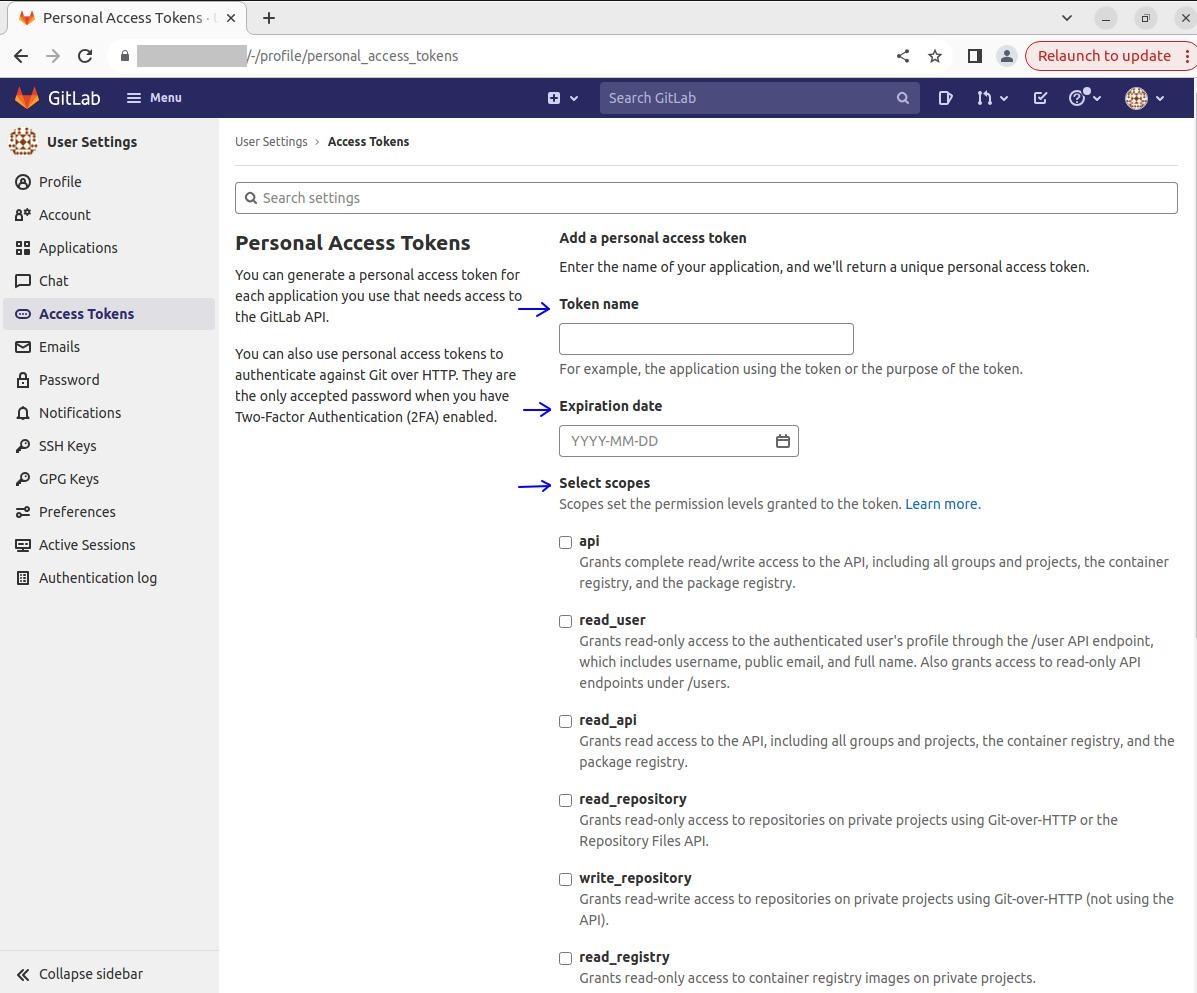 Personal Access Tokens ·
/-/profile/personal_access_tokens
Relaunch to update
GitLab
Menu
Search GitLab
User Settings
Profile
Account
Applications
Chat
Access Tokens
Emails
Password
Notifications
SSH Keys
GPG Keys
Preferences
Active Sessions
Authentication log
Collapse sidebar
User Settings › Access Tokens
Search settings
Personal Access Tokens
You can generate a personal access token for
each application you use that needs access to
the GitLab API.
You can also use personal access tokens to
authenticate against Git over HTTP. They are
the only accepted password when you have
Two-Factor Authentication (2FA) enabled.
Add a personal access token
Enter the name of your application, and we'll return a unique personal access token.
Token name
For example, the application using the token or the purpose of the token.
Expiration date
YYYY-MM-DD
Select scopes
Scopes set the permission levels granted to the token. Learn more.
api
Grants complete read/write access to the API, including all groups and projects, the container
registry, and the package registry.
read_user
Grants read-only access to the authenticated user's profile through the /user API endpoint,
which includes username, public email, and full name. Also grants access to read-only API
endpoints under /users.
read_api
Grants read access to the API, including all groups and projects, the container registry, and the
package registry.
read_repository
Grants read-only access to repositories on private projects using Git-over-HTTP or the
Repository Files API.
write_repository
Grants read-write access to repositories on private projects using Git-over-HTTP (not using the
API).
read_registry
Grants read-only access to container registry images on private projects.